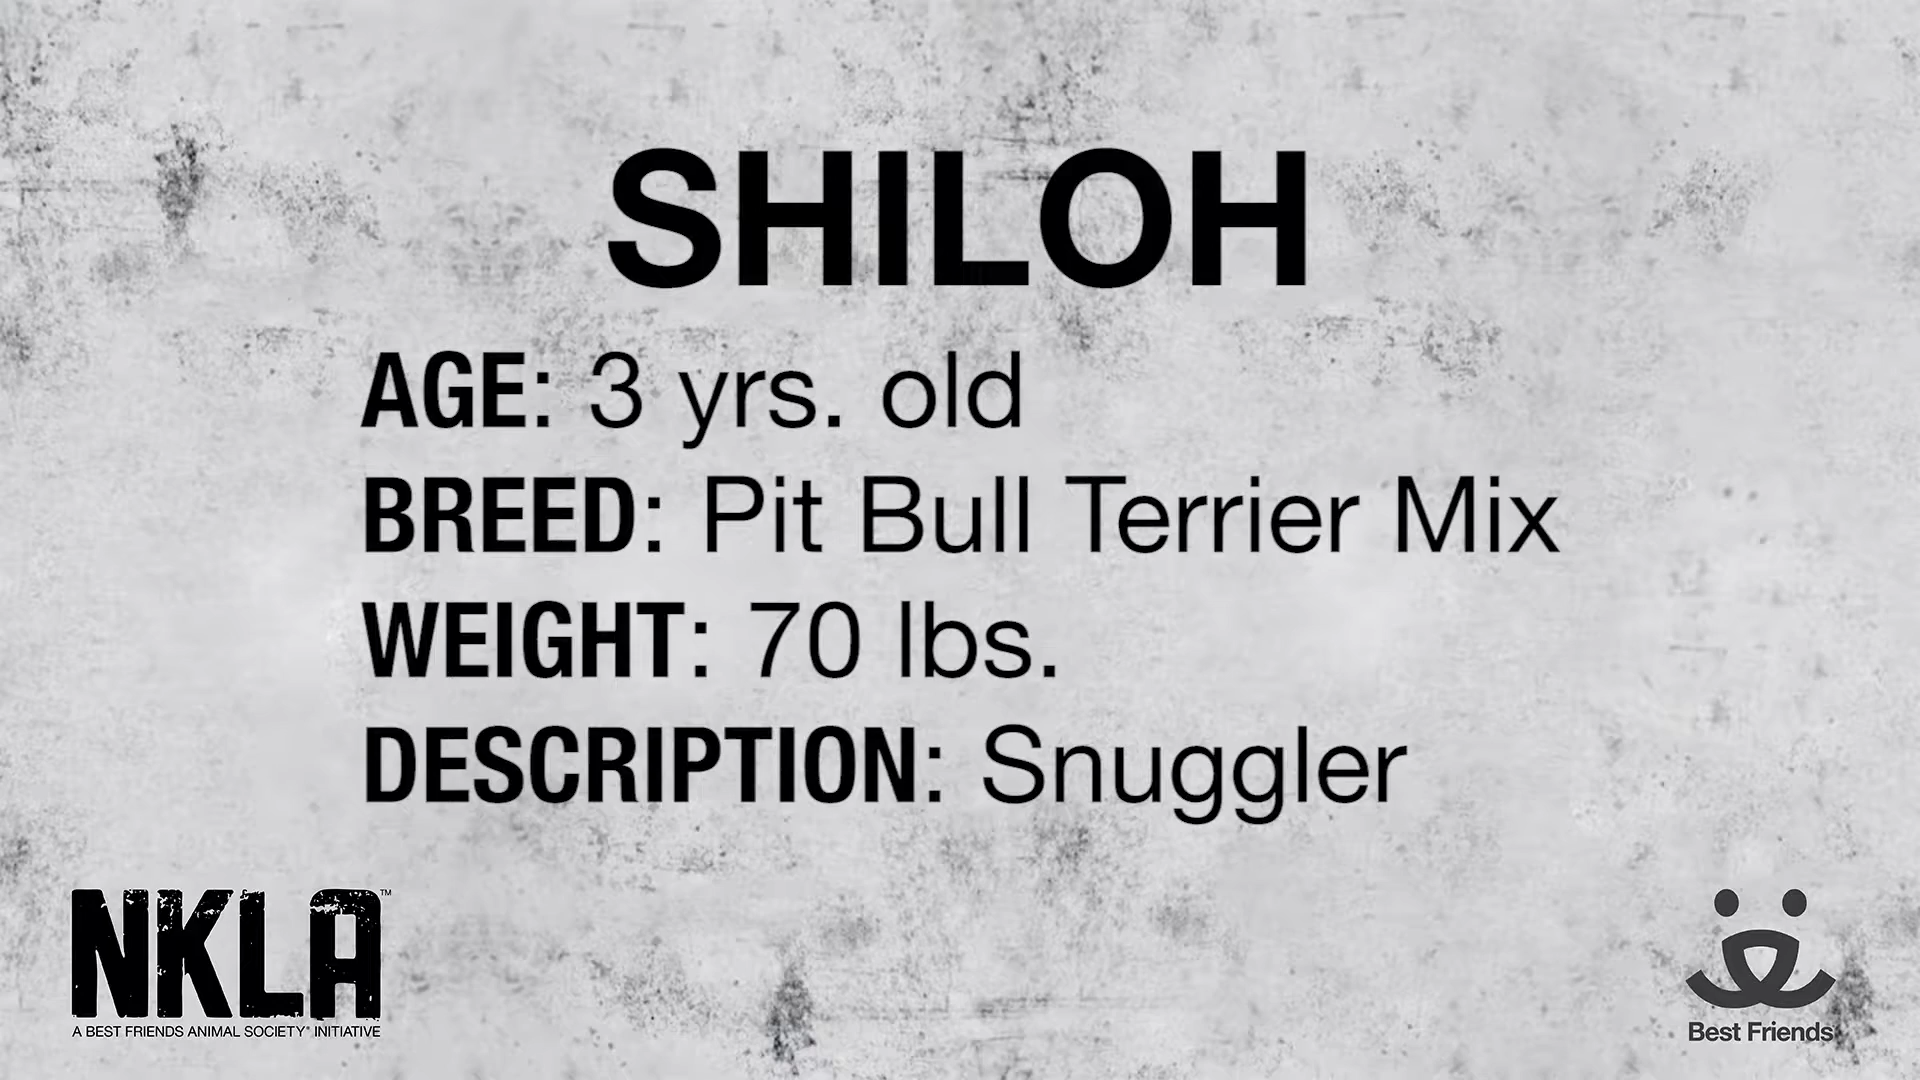 SHILOH
AGE: 3 yrs. old
BREED: Pit Bull Terrier Mix
WEIGHT: 70 lbs.
DESCRIPTION: Snuggler
NKLA™
A BEST FRIENDS ANIMAL SOCIETY® INITIATIVE
Best Friends